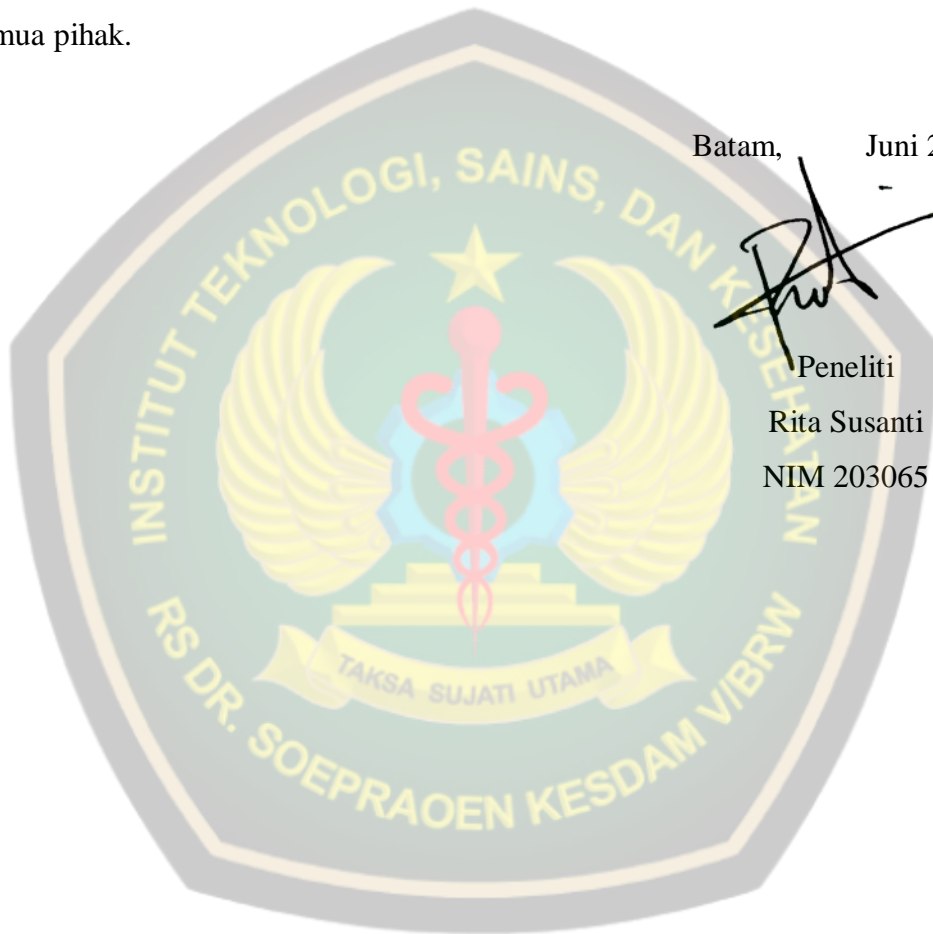 mua pihak.
Batam, Juni 2
Peneliti
Rita Susanti
NIM 203065
INSTITUT TEKNOLOGI, SAINS, DAN KESEHATAN
TAKSA SUJATI UTAMA
RS DR. SOEPRAOEN KESDAM V/BRW